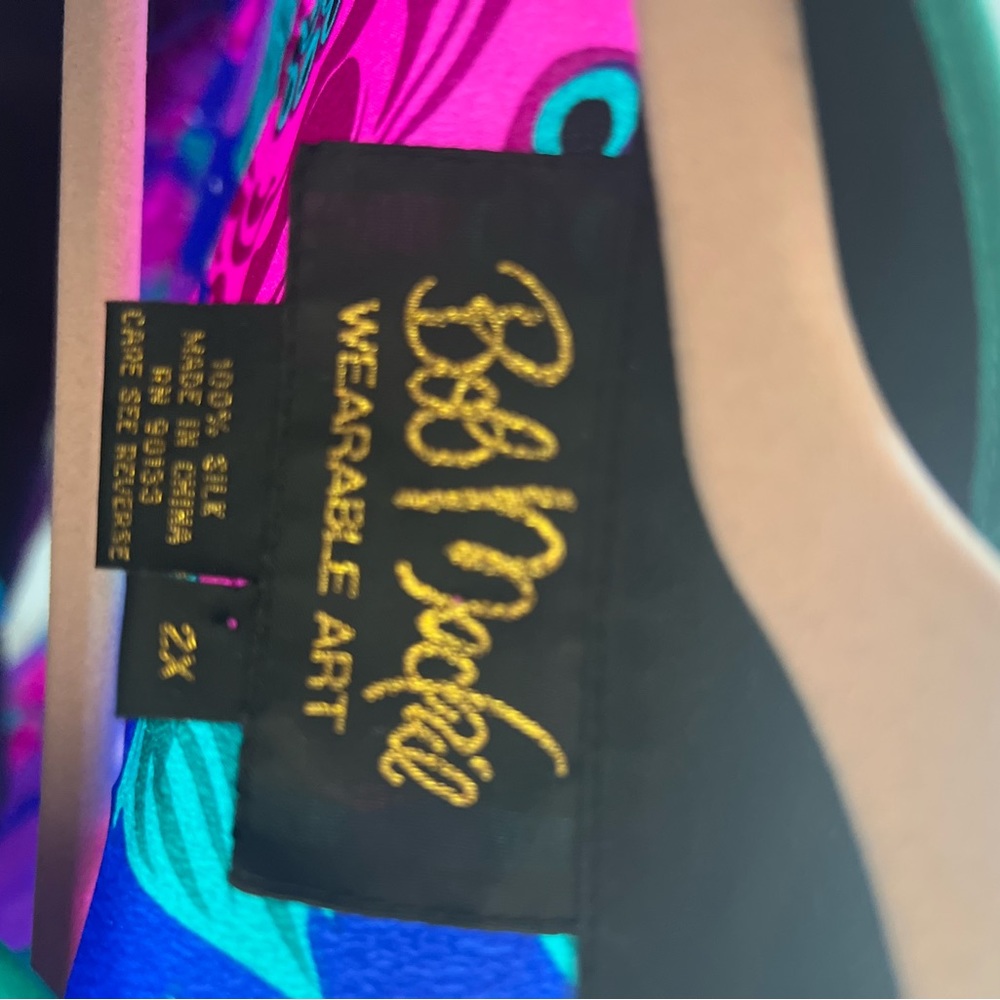 Bob Mackie
WEARABLE ART
100% SILK
MADE IN CHINA
RN 90133
CARE SEE REVERSE
2X